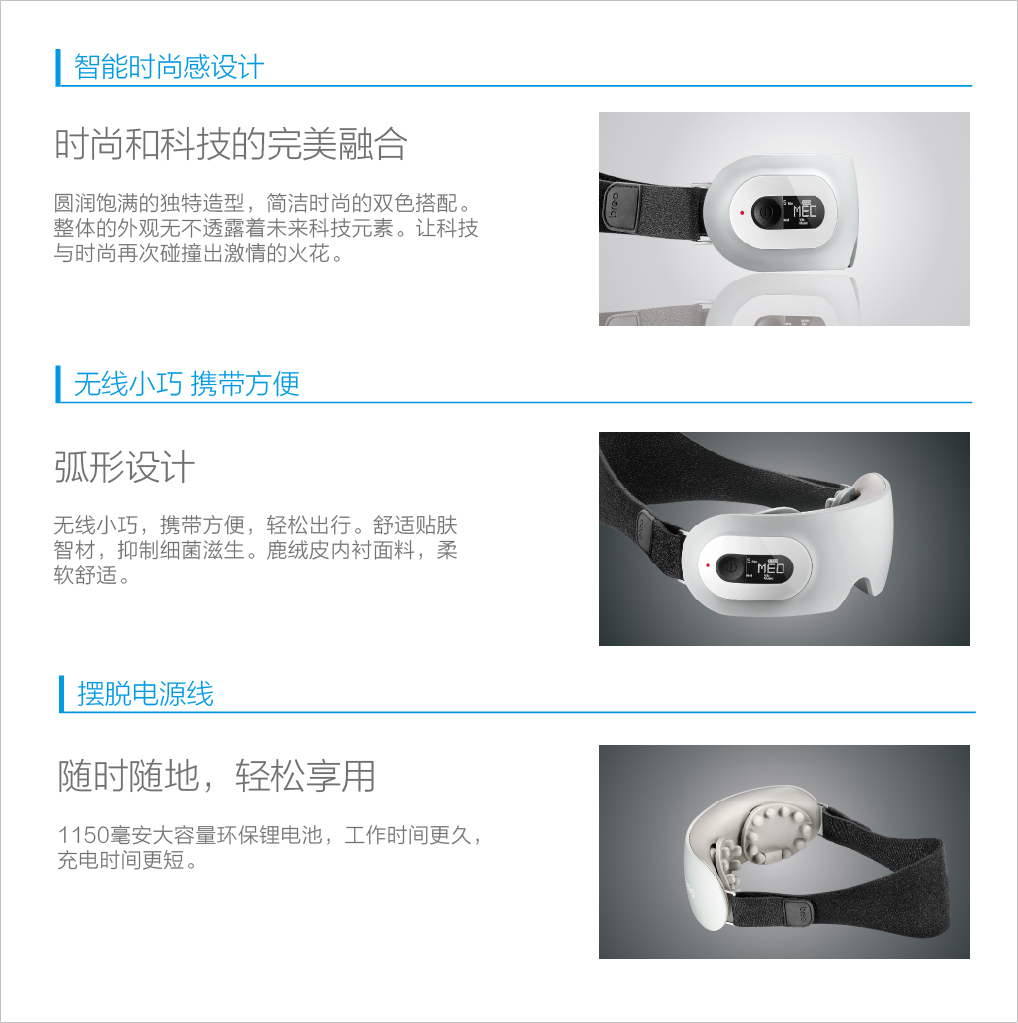 智能时尚感设计
时尚和科技的完美融合
圆润饱满的独特造型，简洁时尚的双色搭配。
整体的外观无不透露着未来科技元素。让科技
与时尚再次碰撞出激情的火花。
breo
MED
无线小巧 携带方便
弧形设计
无线小巧，携带方便，轻松出行。舒适贴肤
智材，抑制细菌滋生。鹿绒皮内衬面料，柔
软舒适。
MED
摆脱电源线
随时随地，轻松享用
1150毫安大容量环保锂电池，工作时间更久，
充电时间更短。
breo